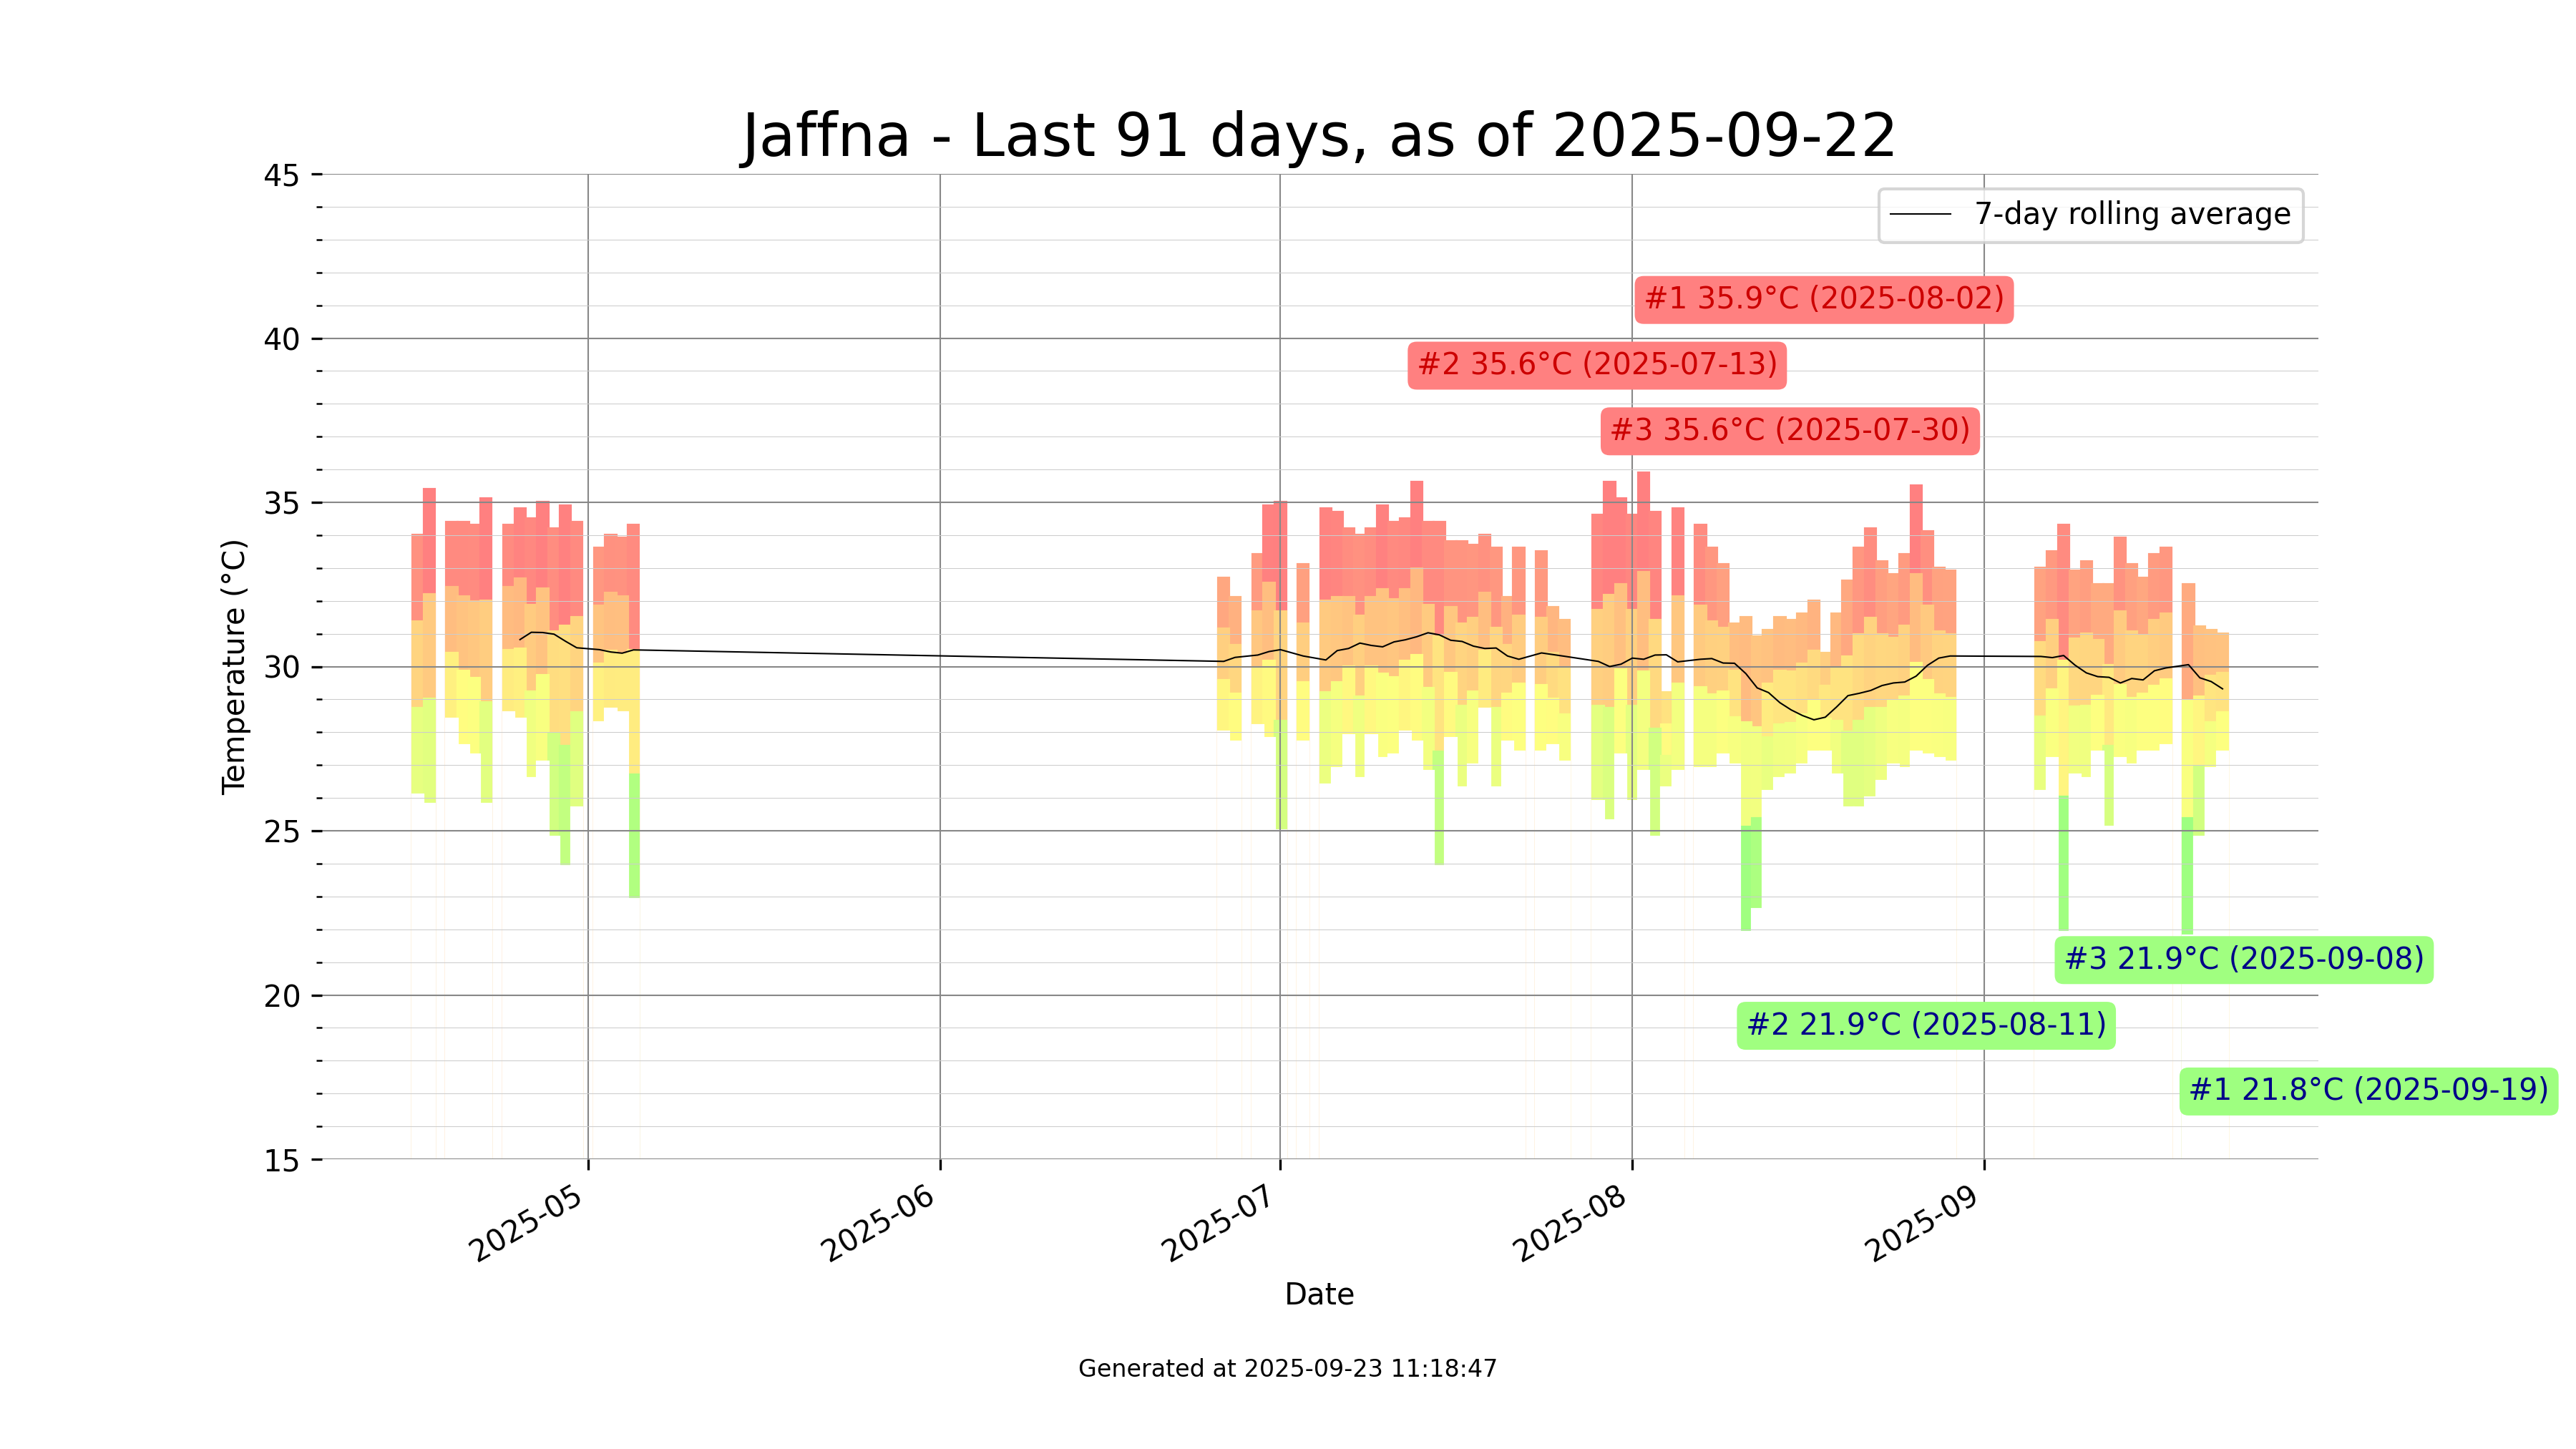 Jaffna - Last 91 days, as of 2025-09-22
45
40
35
30
25
20
15
Temperature (°C)
7-day rolling average
#1 35.9°C (2025-08-02)
#2 35.6°C (2025-07-13)
#3 35.6°C (2025-07-30)
#3 21.9°C (2025-09-08)
#2 21.9°C (2025-08-11)
#1 21.8°C (2025-09-19)
2025-05
2025-06
2025-07
2025-08
2025-09
Date
Generated at 2025-09-23 11:18:47